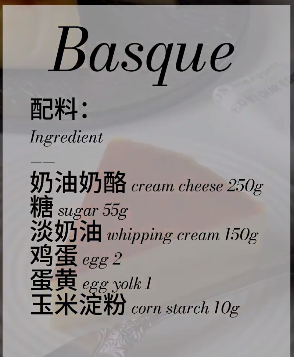 Basque
配料：
Ingredient
——
奶油奶酪 cream cheese 250g
糖 sugar 55g
淡奶油 whipping cream 150g
鸡蛋 egg 2
蛋黄 egg yolk 1
玉米淀粉 corn starch 10g